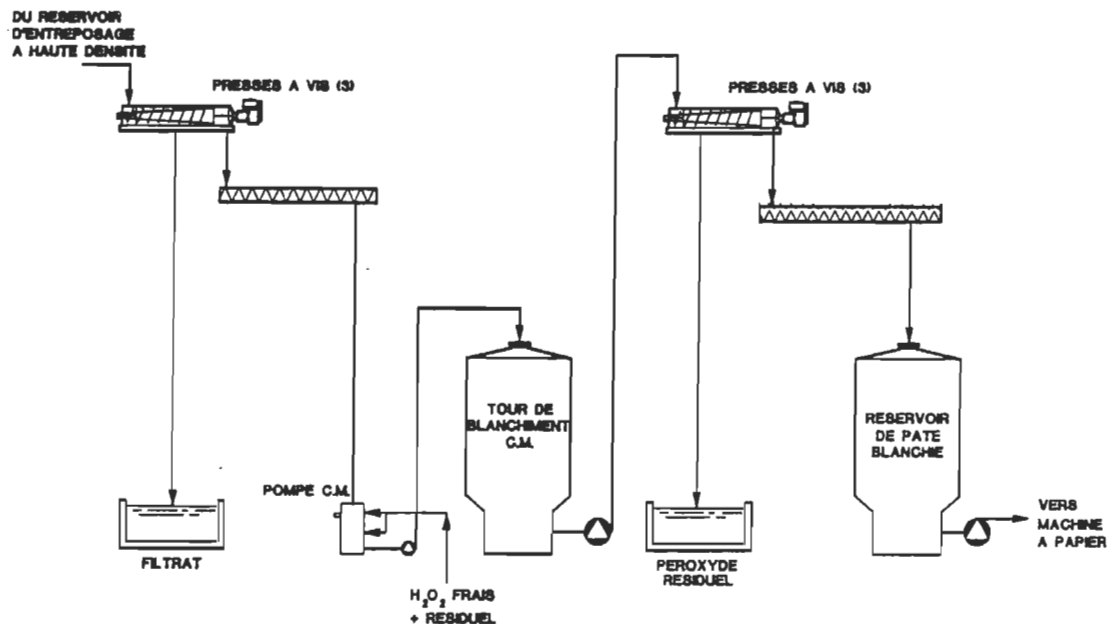 DU RESERVOIR
D'ENTREPOSAGE
A HAUTE DENSITE
PRESSES A VIS (3)
PRESSES A VIS (3)
TOUR DE
BLANCHIMENT
C.M.
RESERVOIR
DE PATE
BLANCHIE
POMPE C.M.
FILTRAT
H₂O₂ FRAIS
+ RESIDUEL
PEROXYDE
RESIDUEL
VERS
MACHINE
A PAPIER